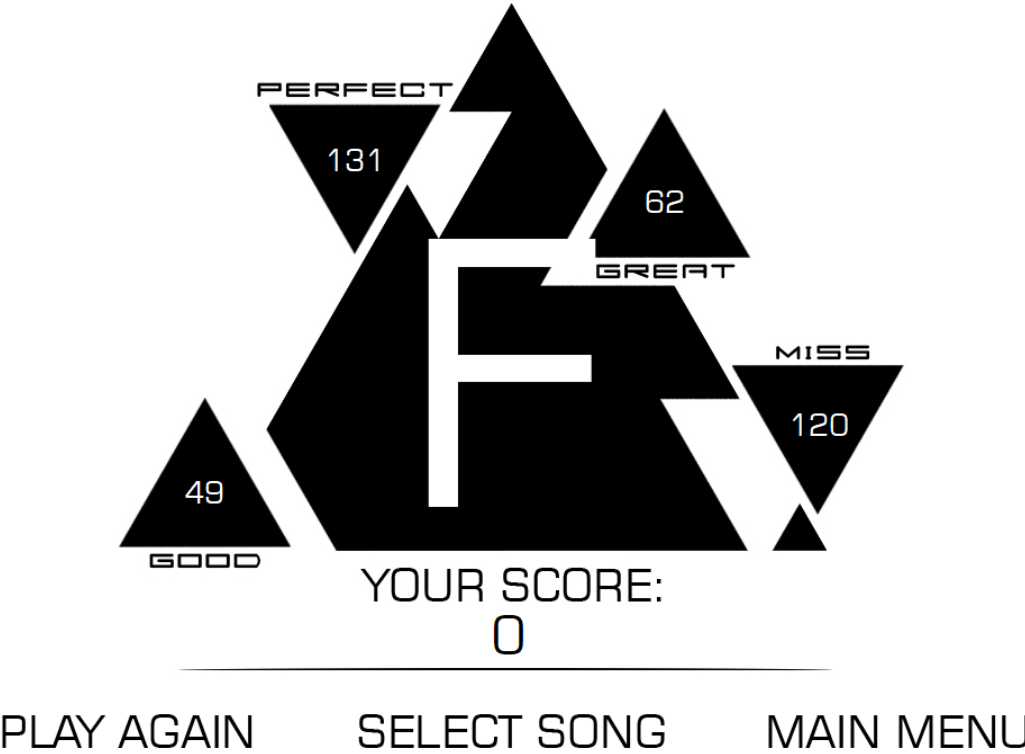 PERFECT
131
62
GREAT
F
MISS
120
49
GOOD
YOUR SCORE:
0
PLAY AGAIN
SELECT SONG
MAIN MENU